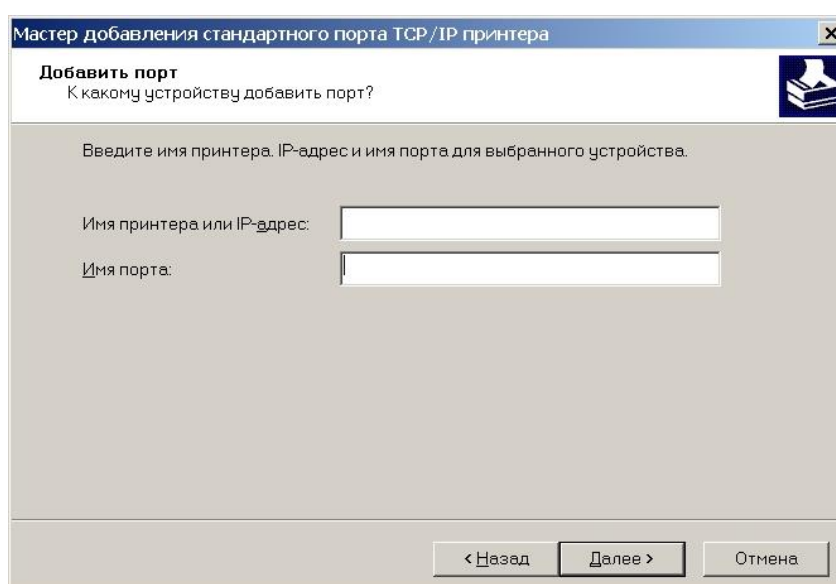 Мастер добавления стандартного порта TCP/IP принтера
Добавить порт
К какому устройству добавить порт?
Введите имя принтера. IP-адрес и имя порта для выбранного устройства.
Имя принтера или IP-адрес:
Имя порта:
< Назад Далее > Отмена